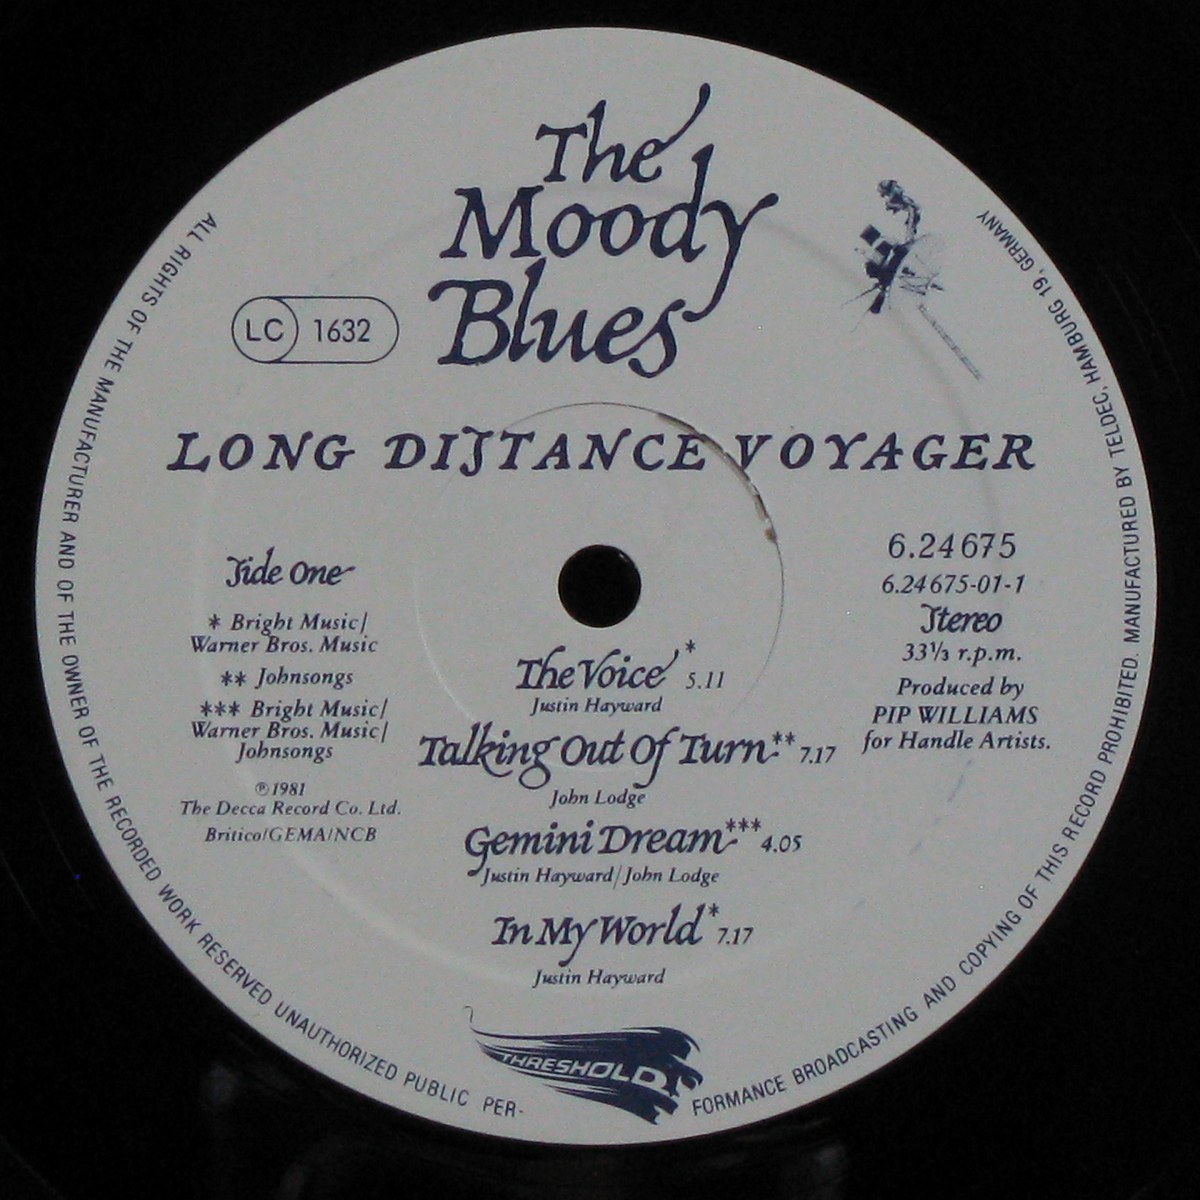 The
Moody
Blues
LC 1632
LONG DISTANCE VOYAGER
Side One
* Bright Music/
Warner Bros. Music
** Johnsongs
*** Bright Music/
Warner Bros. Music/
Johnsongs
℗ 1981
The Decca Record Co. Ltd.
Britico/GEMA/NCB
6.24675
6.24675-01-1
Stereo
33⅓ r.p.m.
Produced by
PIP WILLIAMS
for Handle Artists.
The Voice * 5.11
Justin Hayward
Talking Out Of Turn ** 7.17
John Lodge
Gemini Dream *** 4.05
Justin Hayward/John Lodge
In My World * 7.17
Justin Hayward
THRESHOLD
ALL RIGHTS OF THE MANUFACTURER AND OF THE OWNER OF THE RECORDED WORK RESERVED UNAUTHORIZED PUBLIC PER-
FORMANCE BROADCASTING AND COPYING OF THIS RECORD PROHIBITED. MANUFACTURED BY TELDEC, HAMBURG 19, GERMANY